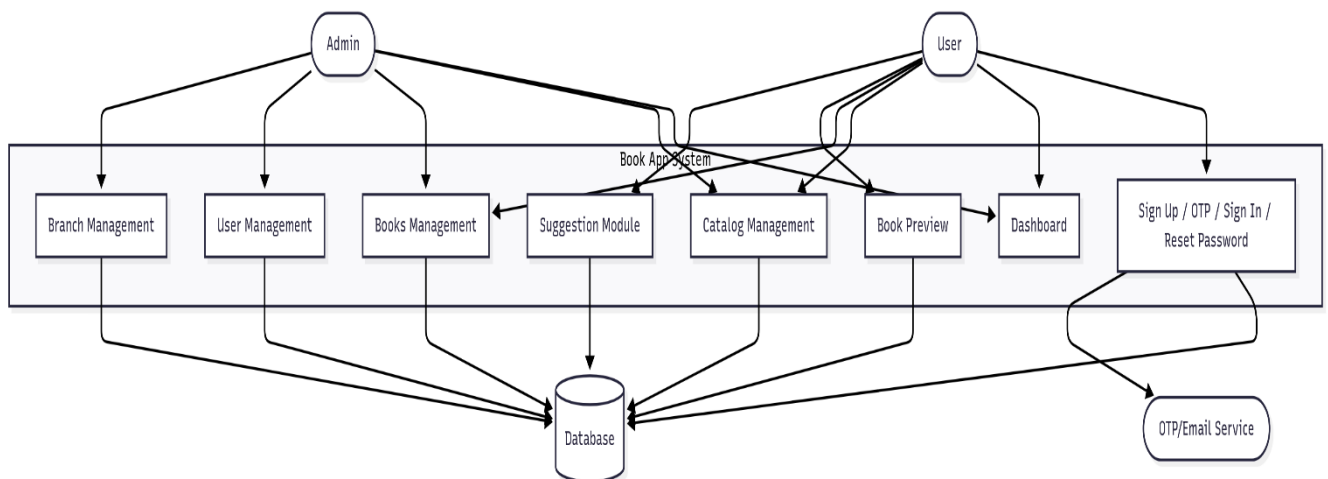 Admin
User
Book App System
Branch Management
User Management
Books Management
Suggestion Module
Catalog Management
Book Preview
Dashboard
Sign Up / OTP / Sign In /
Reset Password
Database
OTP/Email Service